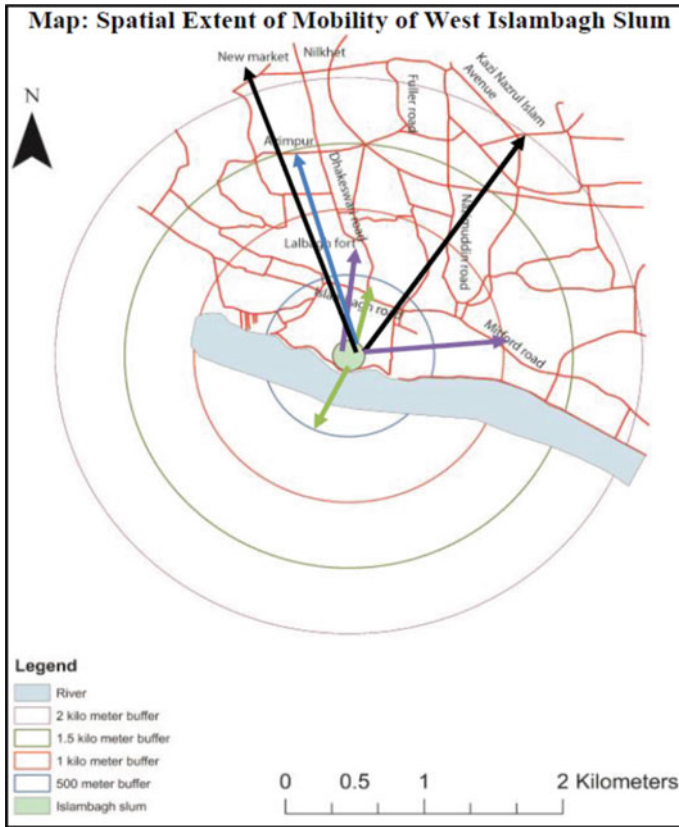 Map: Spatial Extent of Mobility of West Islambagh Slum
New market
Nilkhet
Fuller road
Kazi Nazrul Islam
Avenue
N
Azimpur
Dhakeswari road
Nazimuddin road
Lalbagh fort
Islambagh road
Mitford road
Legend
River
2 kilo meter buffer
1.5 kilo meter buffer
1 kilo meter buffer
500 meter buffer
Islambagh slum
0 0.5 1 2 Kilometers